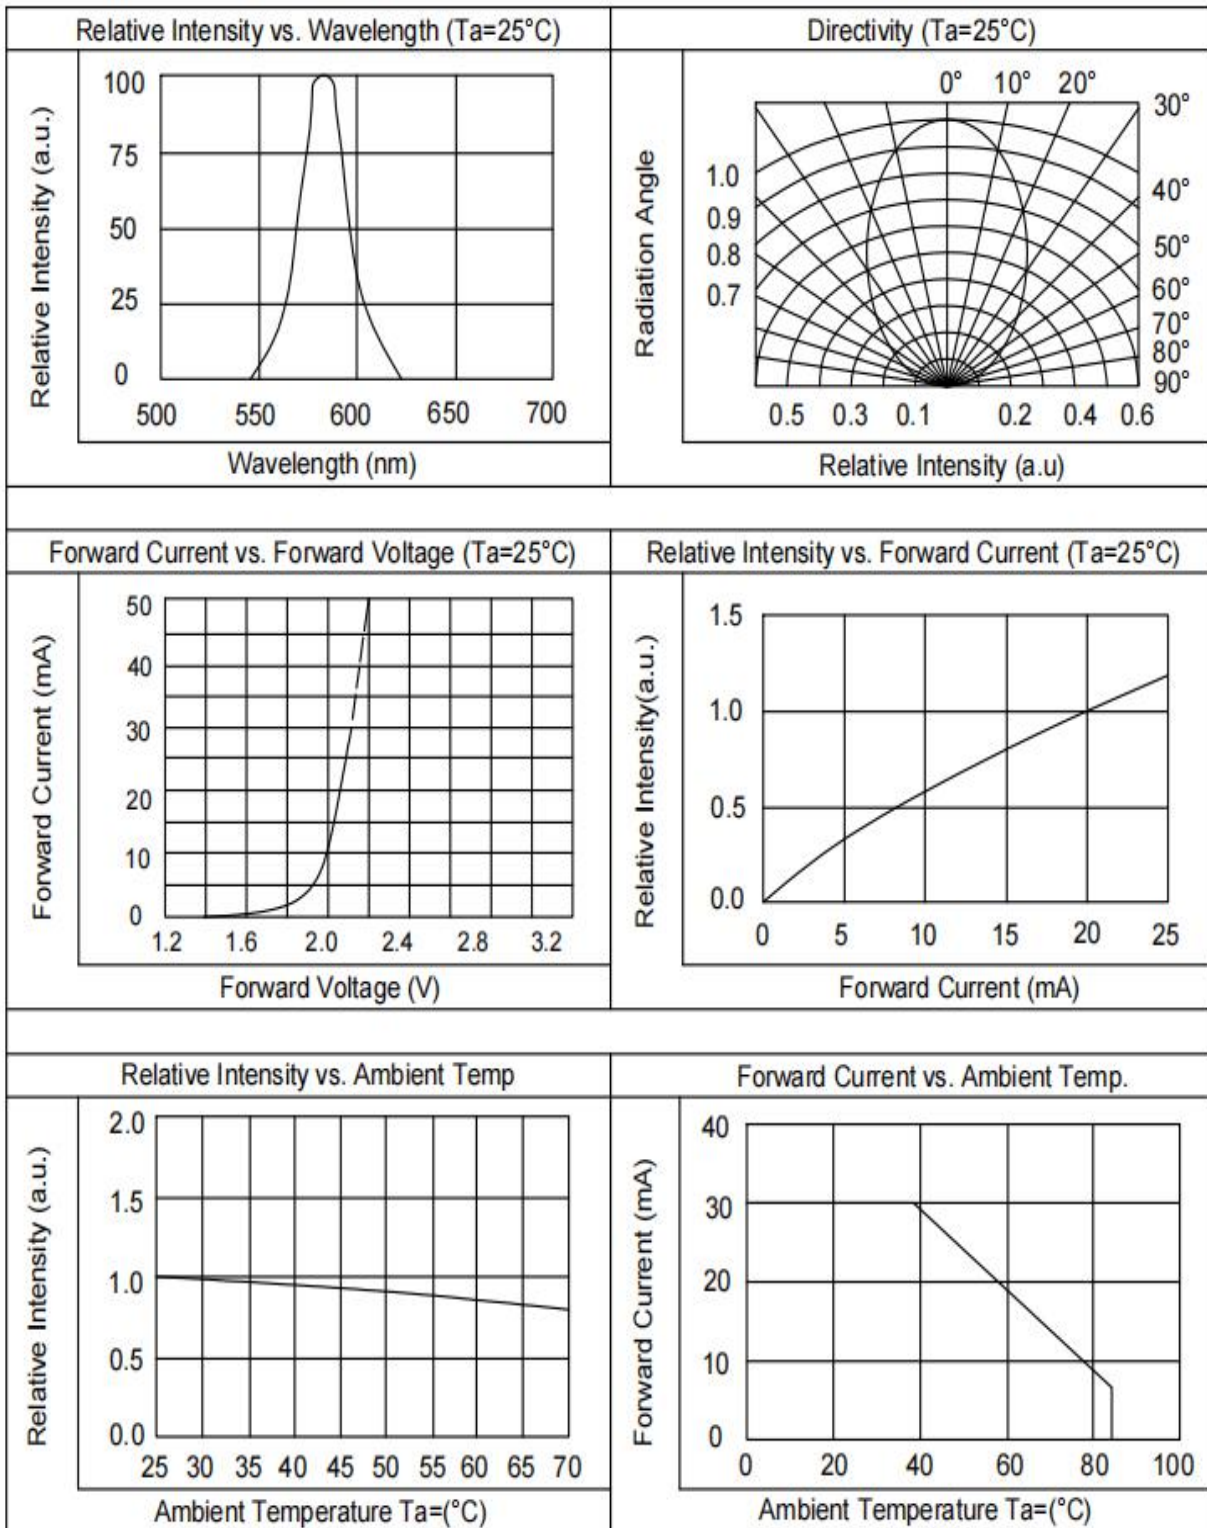 Relative Intensity vs. Wavelength (Ta=25°C)
Relative Intensity (a.u.)
100
75
50
25
0
500 550 600 650 700
Wavelength (nm)
Directivity (Ta=25°C)
Radiation Angle
0° 10° 20°
30°
40°
50°
60°
70°
80°
90°
1.0
0.9
0.8
0.7
0.5 0.3 0.1 0.2 0.4 0.6
Relative Intensity (a.u)
Forward Current vs. Forward Voltage (Ta=25°C)
Forward Current (mA)
50
40
30
20
10
0
1.2 1.6 2.0 2.4 2.8 3.2
Forward Voltage (V)
Relative Intensity vs. Forward Current (Ta=25°C)
Relative Intensity(a.u.)
1.5
1.0
0.5
0.0
0 5 10 15 20 25
Forward Current (mA)
Relative Intensity vs. Ambient Temp
Relative Intensity (a.u.)
2.0
1.5
1.0
0.5
0.0
25 30 35 40 45 50 55 60 65 70
Ambient Temperature Ta=(°C)
Forward Current vs. Ambient Temp.
Forward Current (mA)
40
30
20
10
0
0 20 40 60 80 100
Ambient Temperature Ta=(°C)